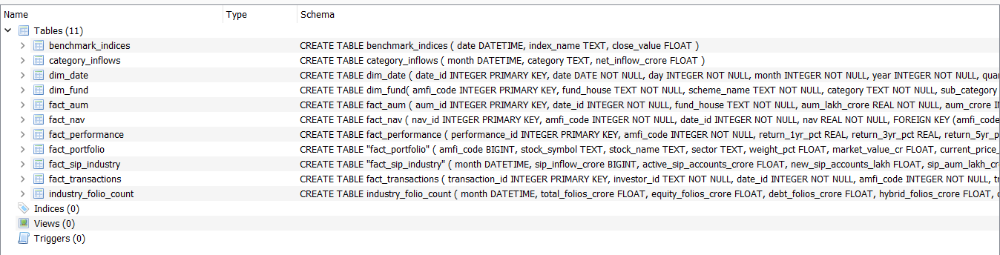 Name Type Schema
Tables (11)
benchmark_indices CREATE TABLE benchmark_indices ( date DATETIME, index_name TEXT, close_value FLOAT )
category_inflows CREATE TABLE category_inflows ( month DATETIME, category TEXT, net_inflow_crore FLOAT )
dim_date CREATE TABLE dim_date ( date_id INTEGER PRIMARY KEY, date DATE NOT NULL, day INTEGER NOT NULL, month INTEGER NOT NULL, year INTEGER NOT NULL, quar
dim_fund CREATE TABLE dim_fund( amfi_code INTEGER PRIMARY KEY, fund_house TEXT NOT NULL, scheme_name TEXT NOT NULL, category TEXT NOT NULL, sub_category
fact_aum CREATE TABLE fact_aum ( aum_id INTEGER PRIMARY KEY, date_id INTEGER NOT NULL, fund_house TEXT NOT NULL, aum_lakh_crore REAL NOT NULL, aum_crore I
fact_nav CREATE TABLE fact_nav ( nav_id INTEGER PRIMARY KEY, amfi_code INTEGER NOT NULL, date_id INTEGER NOT NULL, nav REAL NOT NULL, FOREIGN KEY (amfi_code
fact_performance CREATE TABLE fact_performance ( performance_id INTEGER PRIMARY KEY, amfi_code INTEGER NOT NULL, return_1yr_pct REAL, return_3yr_pct REAL, return_5yr_p
fact_portfolio CREATE TABLE "fact_portfolio" ( amfi_code BIGINT, stock_symbol TEXT, stock_name TEXT, sector TEXT, weight_pct FLOAT, market_value_cr FLOAT, current_price_
fact_sip_industry CREATE TABLE "fact_sip_industry" ( month DATETIME, sip_inflow_crore BIGINT, active_sip_accounts_crore FLOAT, new_sip_accounts_lakh FLOAT, sip_aum_lakh_cr
fact_transactions CREATE TABLE fact_transactions ( transaction_id INTEGER PRIMARY KEY, investor_id TEXT NOT NULL, date_id INTEGER NOT NULL, amfi_code INTEGER NOT NULL, tr
industry_folio_count CREATE TABLE industry_folio_count ( month DATETIME, total_folios_crore FLOAT, equity_folios_crore FLOAT, debt_folios_crore FLOAT, hybrid_folios_crore FLOAT,
Indices (0)
Views (0)
Triggers (0)